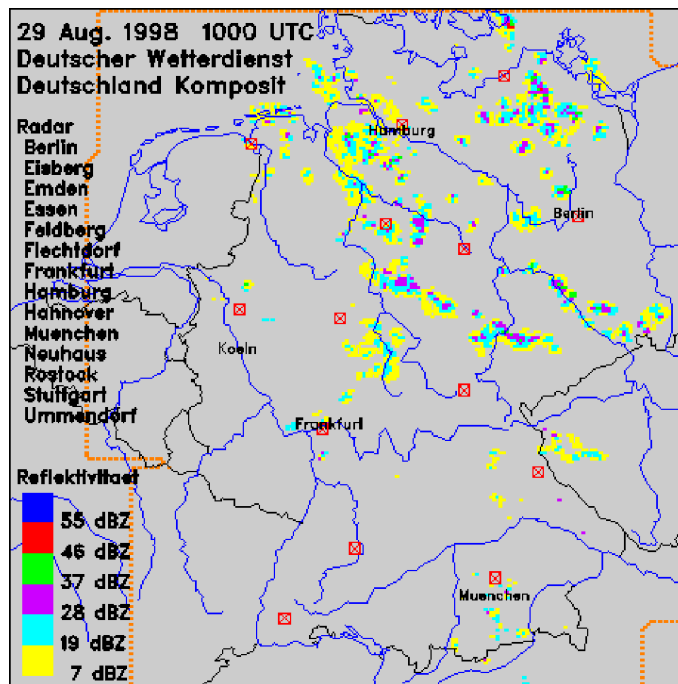 29 Aug. 1998 1000 UTC
Deutscher Wetterdienst
Deutschland Komposit
Radar
Berlin
Eisberg
Emden
Essen
Feldberg
Flechtdorf
Frankfurt
Hamburg
Hannover
Muenchen
Neuhaus
Rostock
Stuttgart
Ummendorf
Hamburg
Berlin
Koeln
Frankfurt
Muenchen
Reflektivitaet
55 dBZ
46 dBZ
37 dBZ
28 dBZ
19 dBZ
7 dBZ